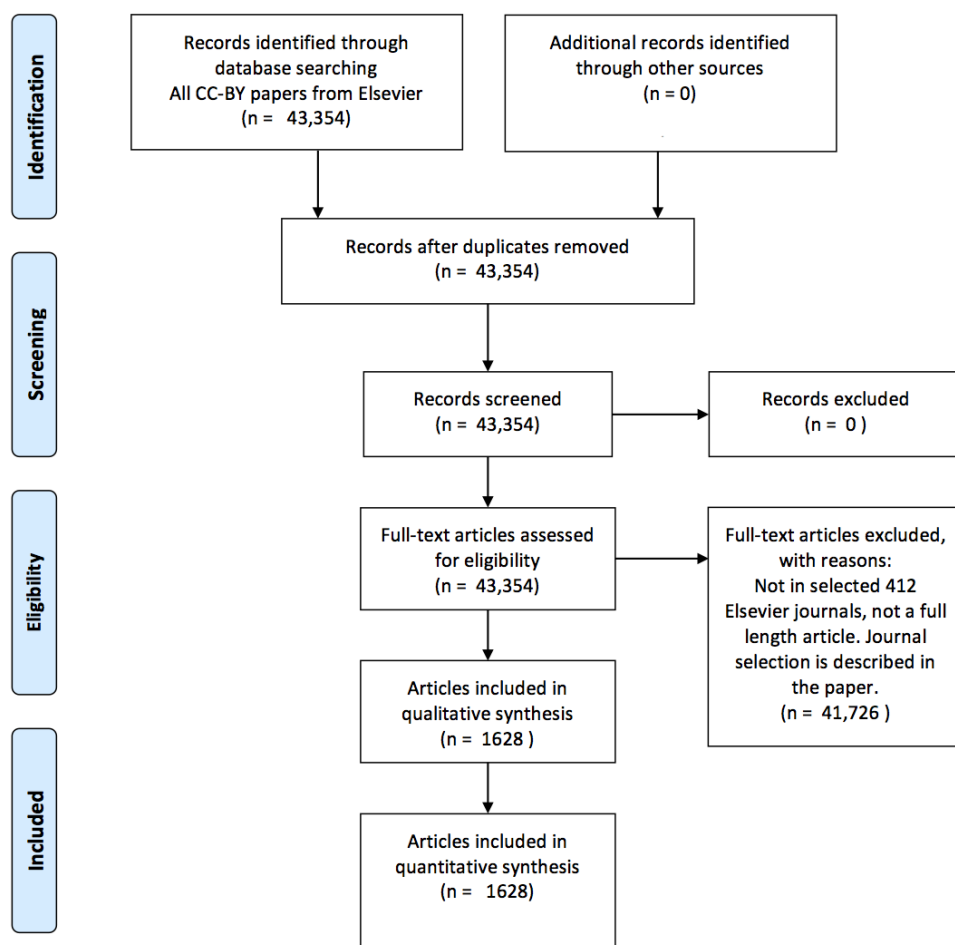 Identification
Records identified through
database searching
All CC-BY papers from Elsevier
(n = 43,354)
Additional records identified
through other sources
(n = 0)
Screening
Records after duplicates removed
(n = 43,354)
Records screened
(n = 43,354)
Records excluded
(n = 0 )
Eligibility
Full-text articles assessed
for eligibility
(n = 43,354)
Full-text articles excluded,
with reasons:
Not in selected 412
Elsevier journals, not a full
length article. Journal
selection is described in
the paper.
(n = 41,726 )
Articles included in
qualitative synthesis
(n = 1628 )
Included
Articles included in
quantitative synthesis
(n = 1628)